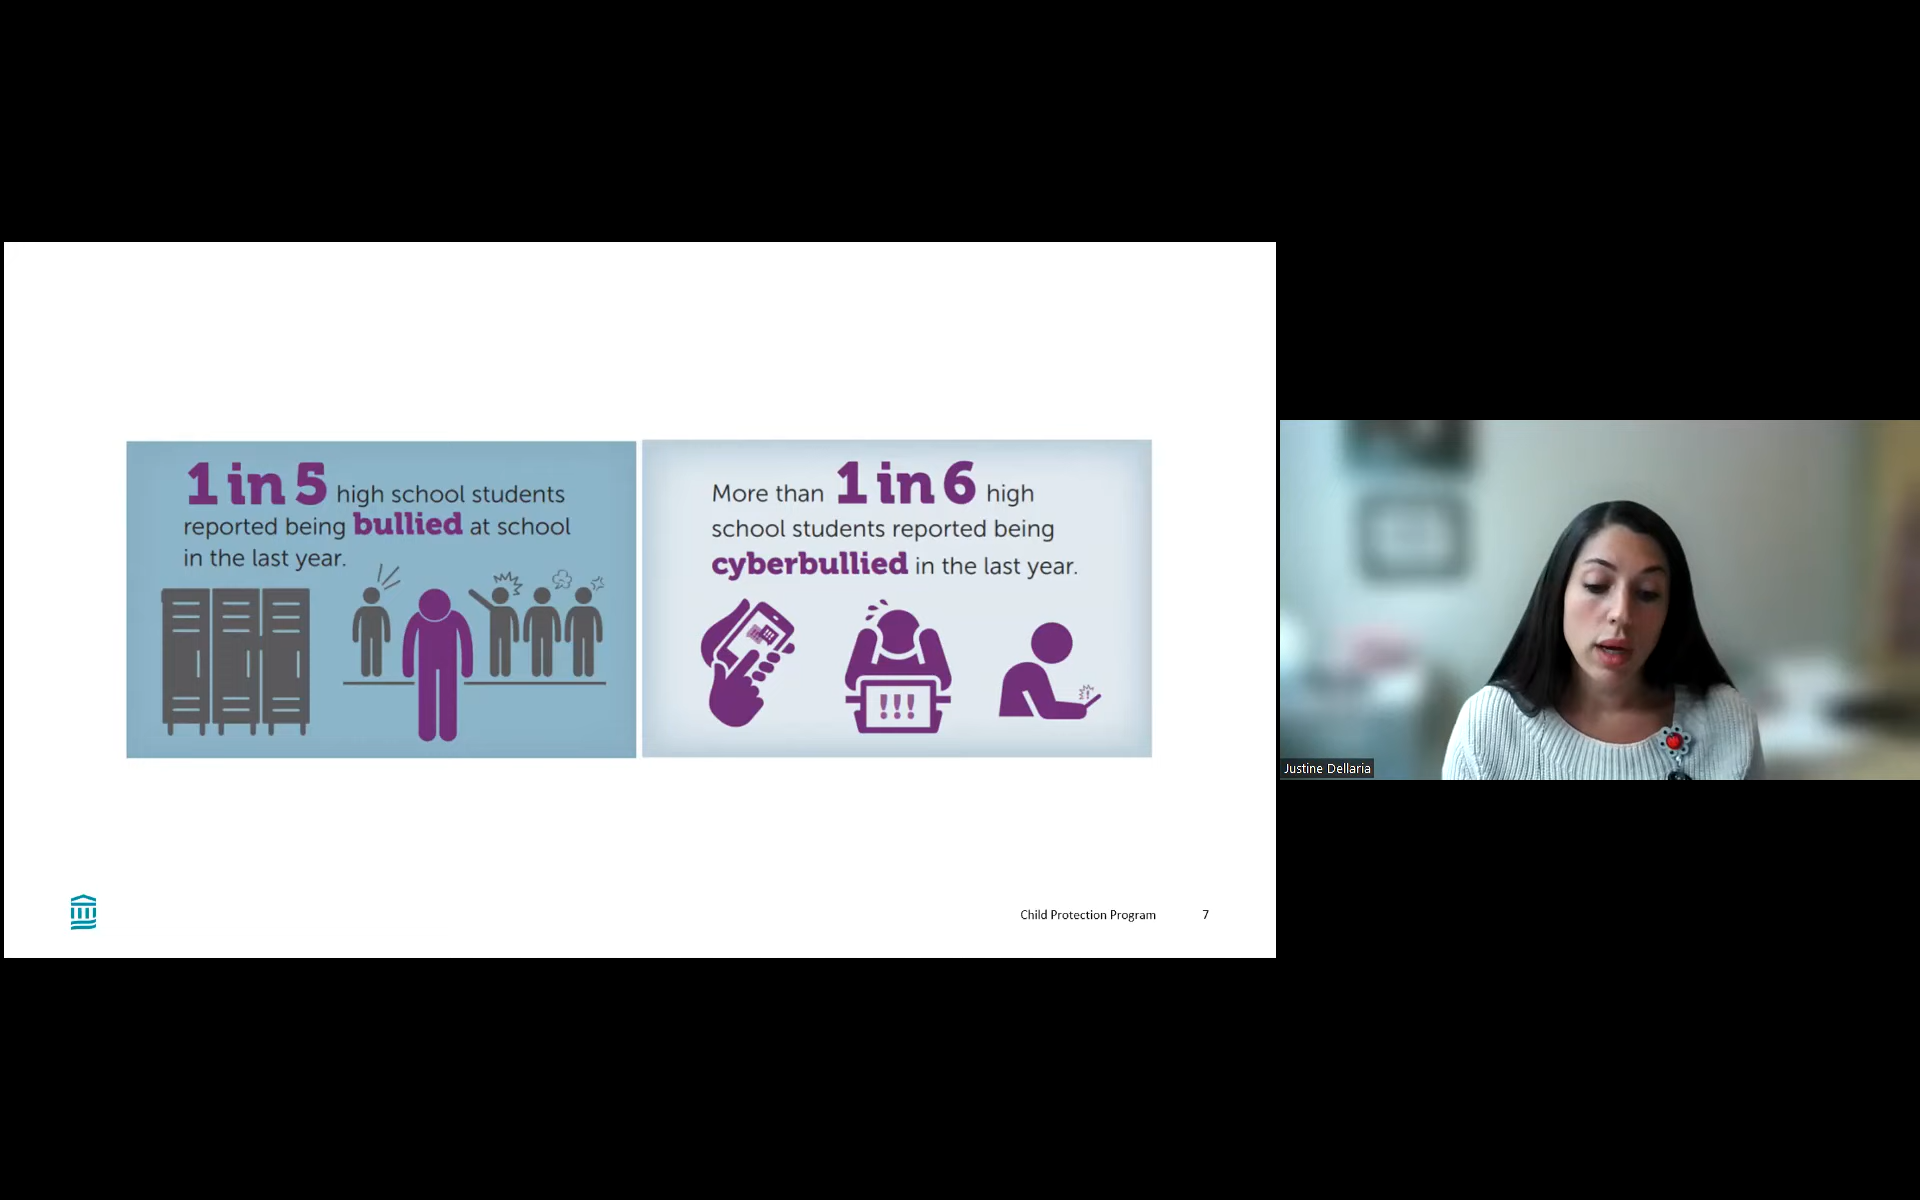 1 in 5 high school students
reported being bullied at school
in the last year.
More than 1 in 6 high
school students reported being
cyberbullied in the last year.
!!!
Child Protection Program
7
Justine Dellaria